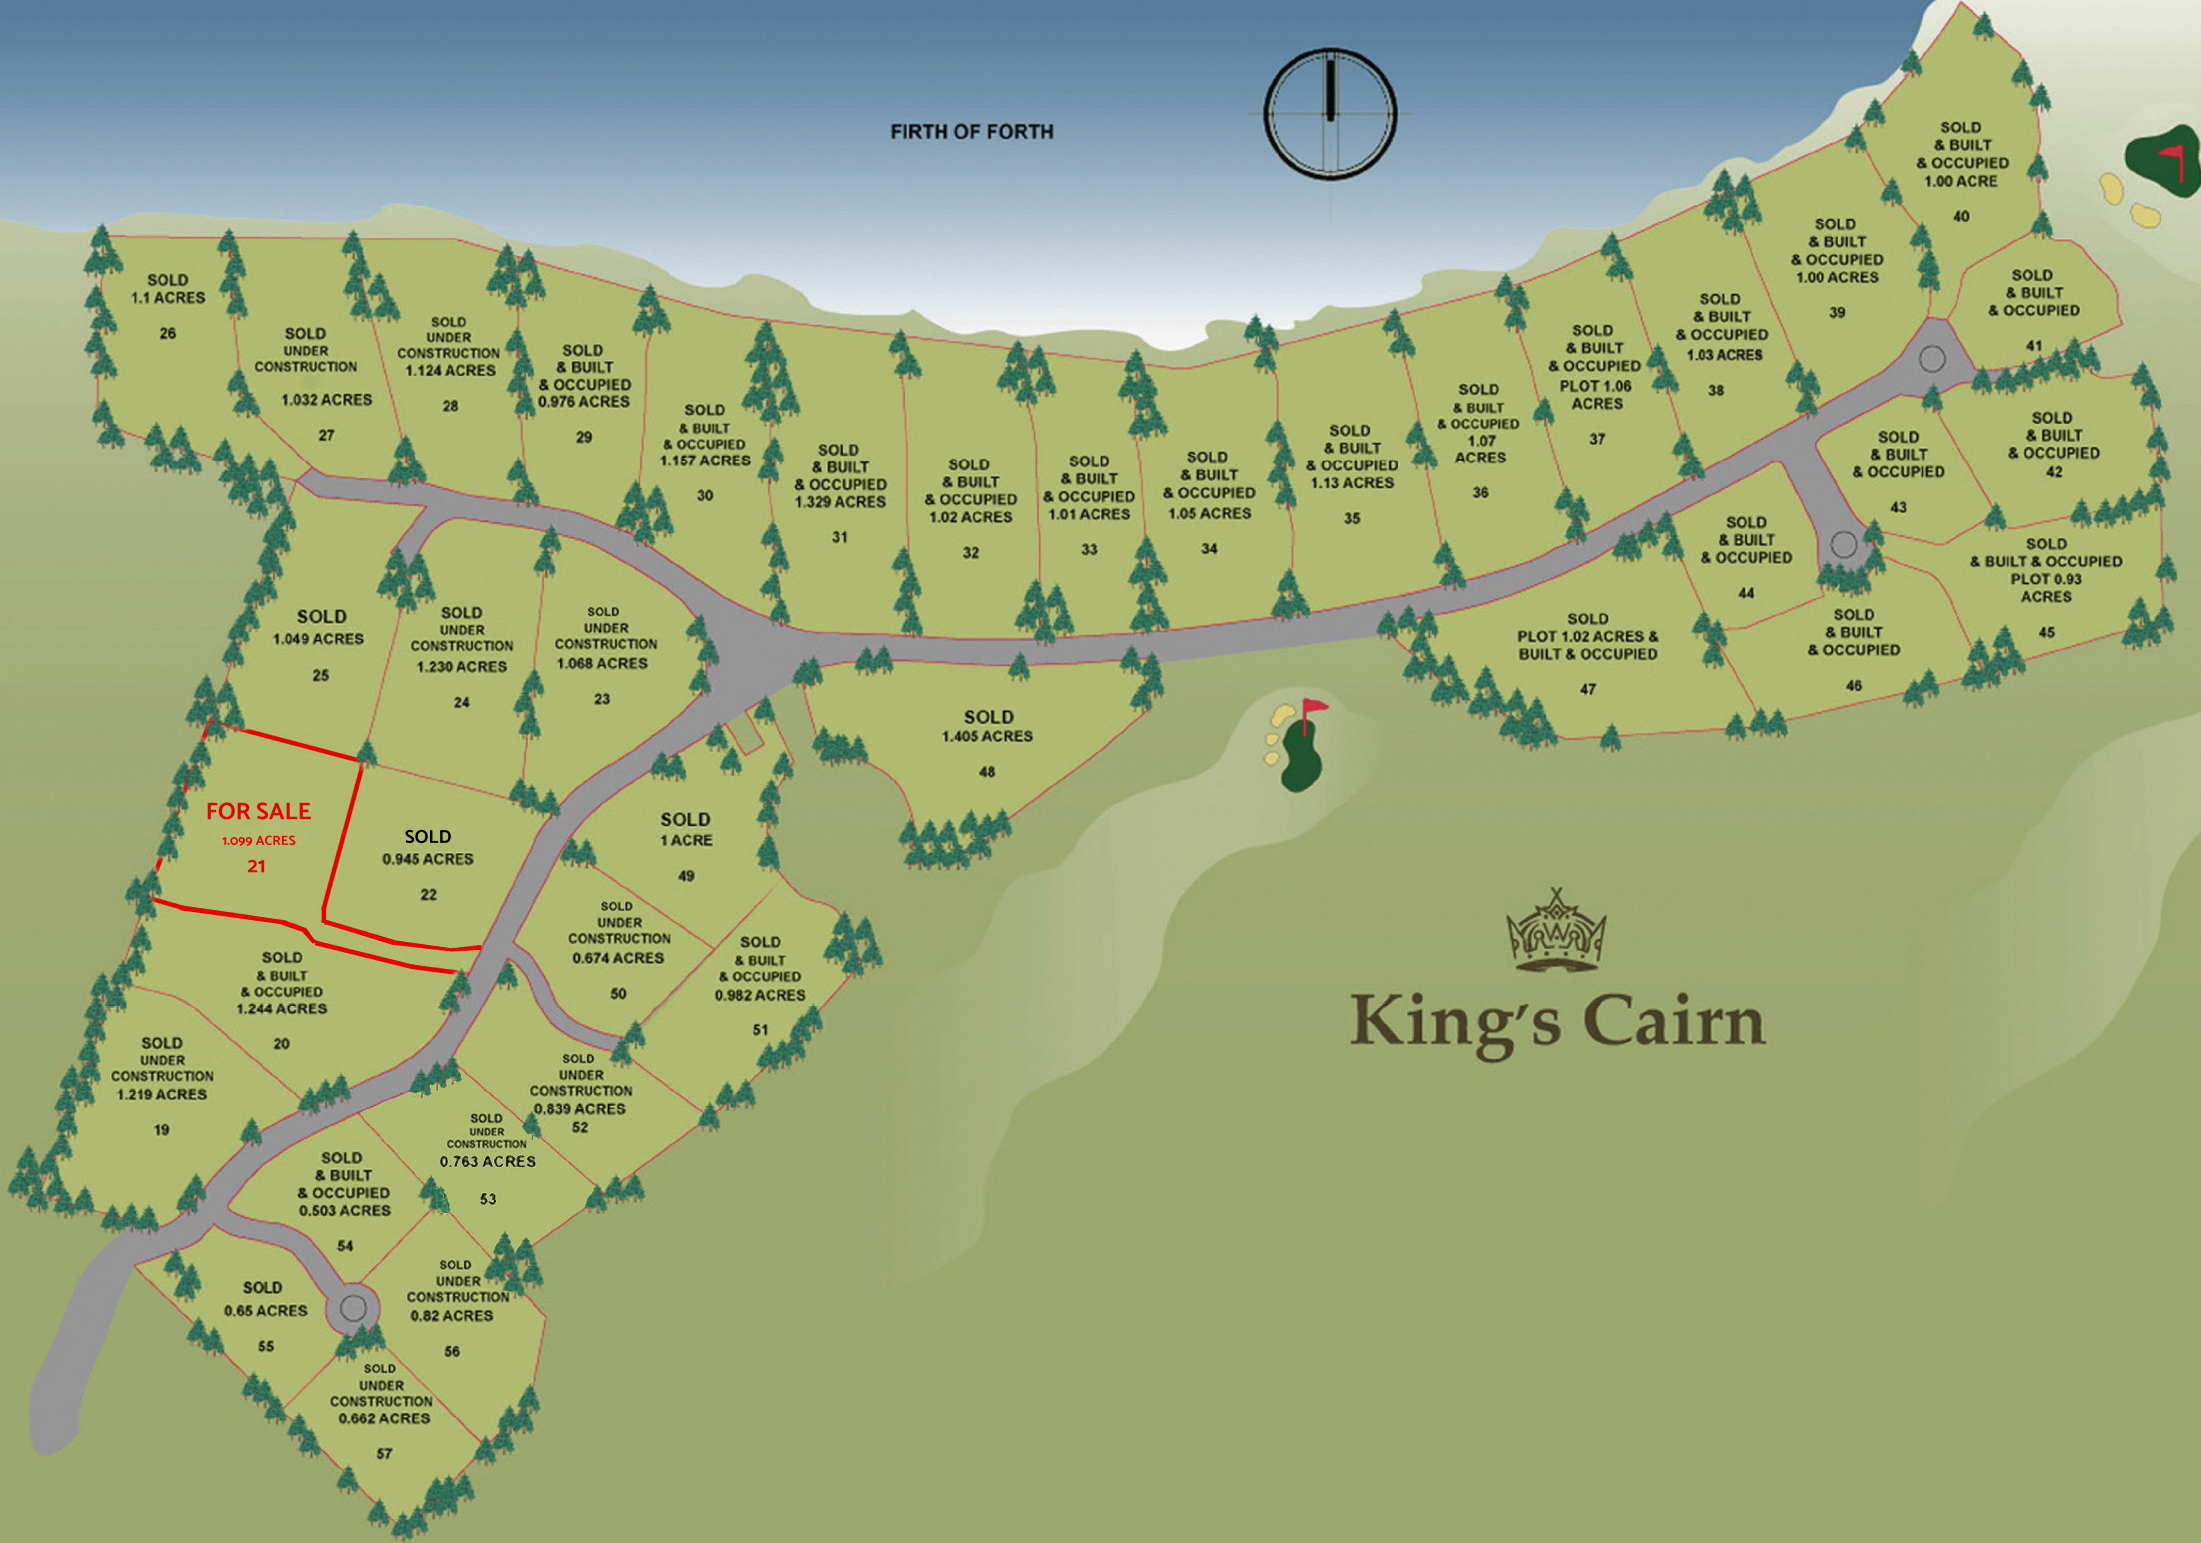 FIRTH OF FORTH
SOLD
1.1 ACRES
26
SOLD
UNDER
CONSTRUCTION
1.032 ACRES
27
SOLD
UNDER
CONSTRUCTION
1.124 ACRES
28
SOLD
& BUILT
& OCCUPIED
0.976 ACRES
29
SOLD
& BUILT
& OCCUPIED
1.157 ACRES
30
SOLD
& BUILT
& OCCUPIED
1.329 ACRES
31
SOLD
& BUILT
& OCCUPIED
1.02 ACRES
32
SOLD
& BUILT
& OCCUPIED
1.01 ACRES
33
SOLD
& BUILT
& OCCUPIED
1.05 ACRES
34
SOLD
& BUILT
& OCCUPIED
1.13 ACRES
35
SOLD
& BUILT
& OCCUPIED
1.07
ACRES
36
SOLD
& BUILT
& OCCUPIED
PLOT 1.06
ACRES
37
SOLD
& BUILT
& OCCUPIED
1.03 ACRES
38
SOLD
& BUILT
& OCCUPIED
1.00 ACRES
39
SOLD
& BUILT
& OCCUPIED
1.00 ACRE
40
SOLD
& BUILT
& OCCUPIED
41
SOLD
& BUILT
& OCCUPIED
42
SOLD
& BUILT
& OCCUPIED
43
SOLD
& BUILT
& OCCUPIED
44
SOLD
& BUILT & OCCUPIED
PLOT 0.93
ACRES
45
SOLD
& BUILT
& OCCUPIED
46
SOLD
PLOT 1.02 ACRES &
BUILT & OCCUPIED
47
SOLD
1.405 ACRES
48
SOLD
1.049 ACRES
25
SOLD
UNDER
CONSTRUCTION
1.230 ACRES
24
SOLD
UNDER
CONSTRUCTION
1.068 ACRES
23
FOR SALE
1.099 ACRES
21
SOLD
0.945 ACRES
22
SOLD
1 ACRE
49
SOLD
UNDER
CONSTRUCTION
0.674 ACRES
50
SOLD
& BUILT
& OCCUPIED
0.982 ACRES
51
SOLD
& BUILT
& OCCUPIED
1.244 ACRES
20
SOLD
UNDER
CONSTRUCTION
1.219 ACRES
19
SOLD
UNDER
CONSTRUCTION
0.839 ACRES
52
SOLD
UNDER
CONSTRUCTION
0.763 ACRES
53
SOLD
& BUILT
& OCCUPIED
0.503 ACRES
54
SOLD
0.65 ACRES
55
SOLD
UNDER
CONSTRUCTION
0.82 ACRES
56
SOLD
UNDER
CONSTRUCTION
0.662 ACRES
57
W
King's Cairn